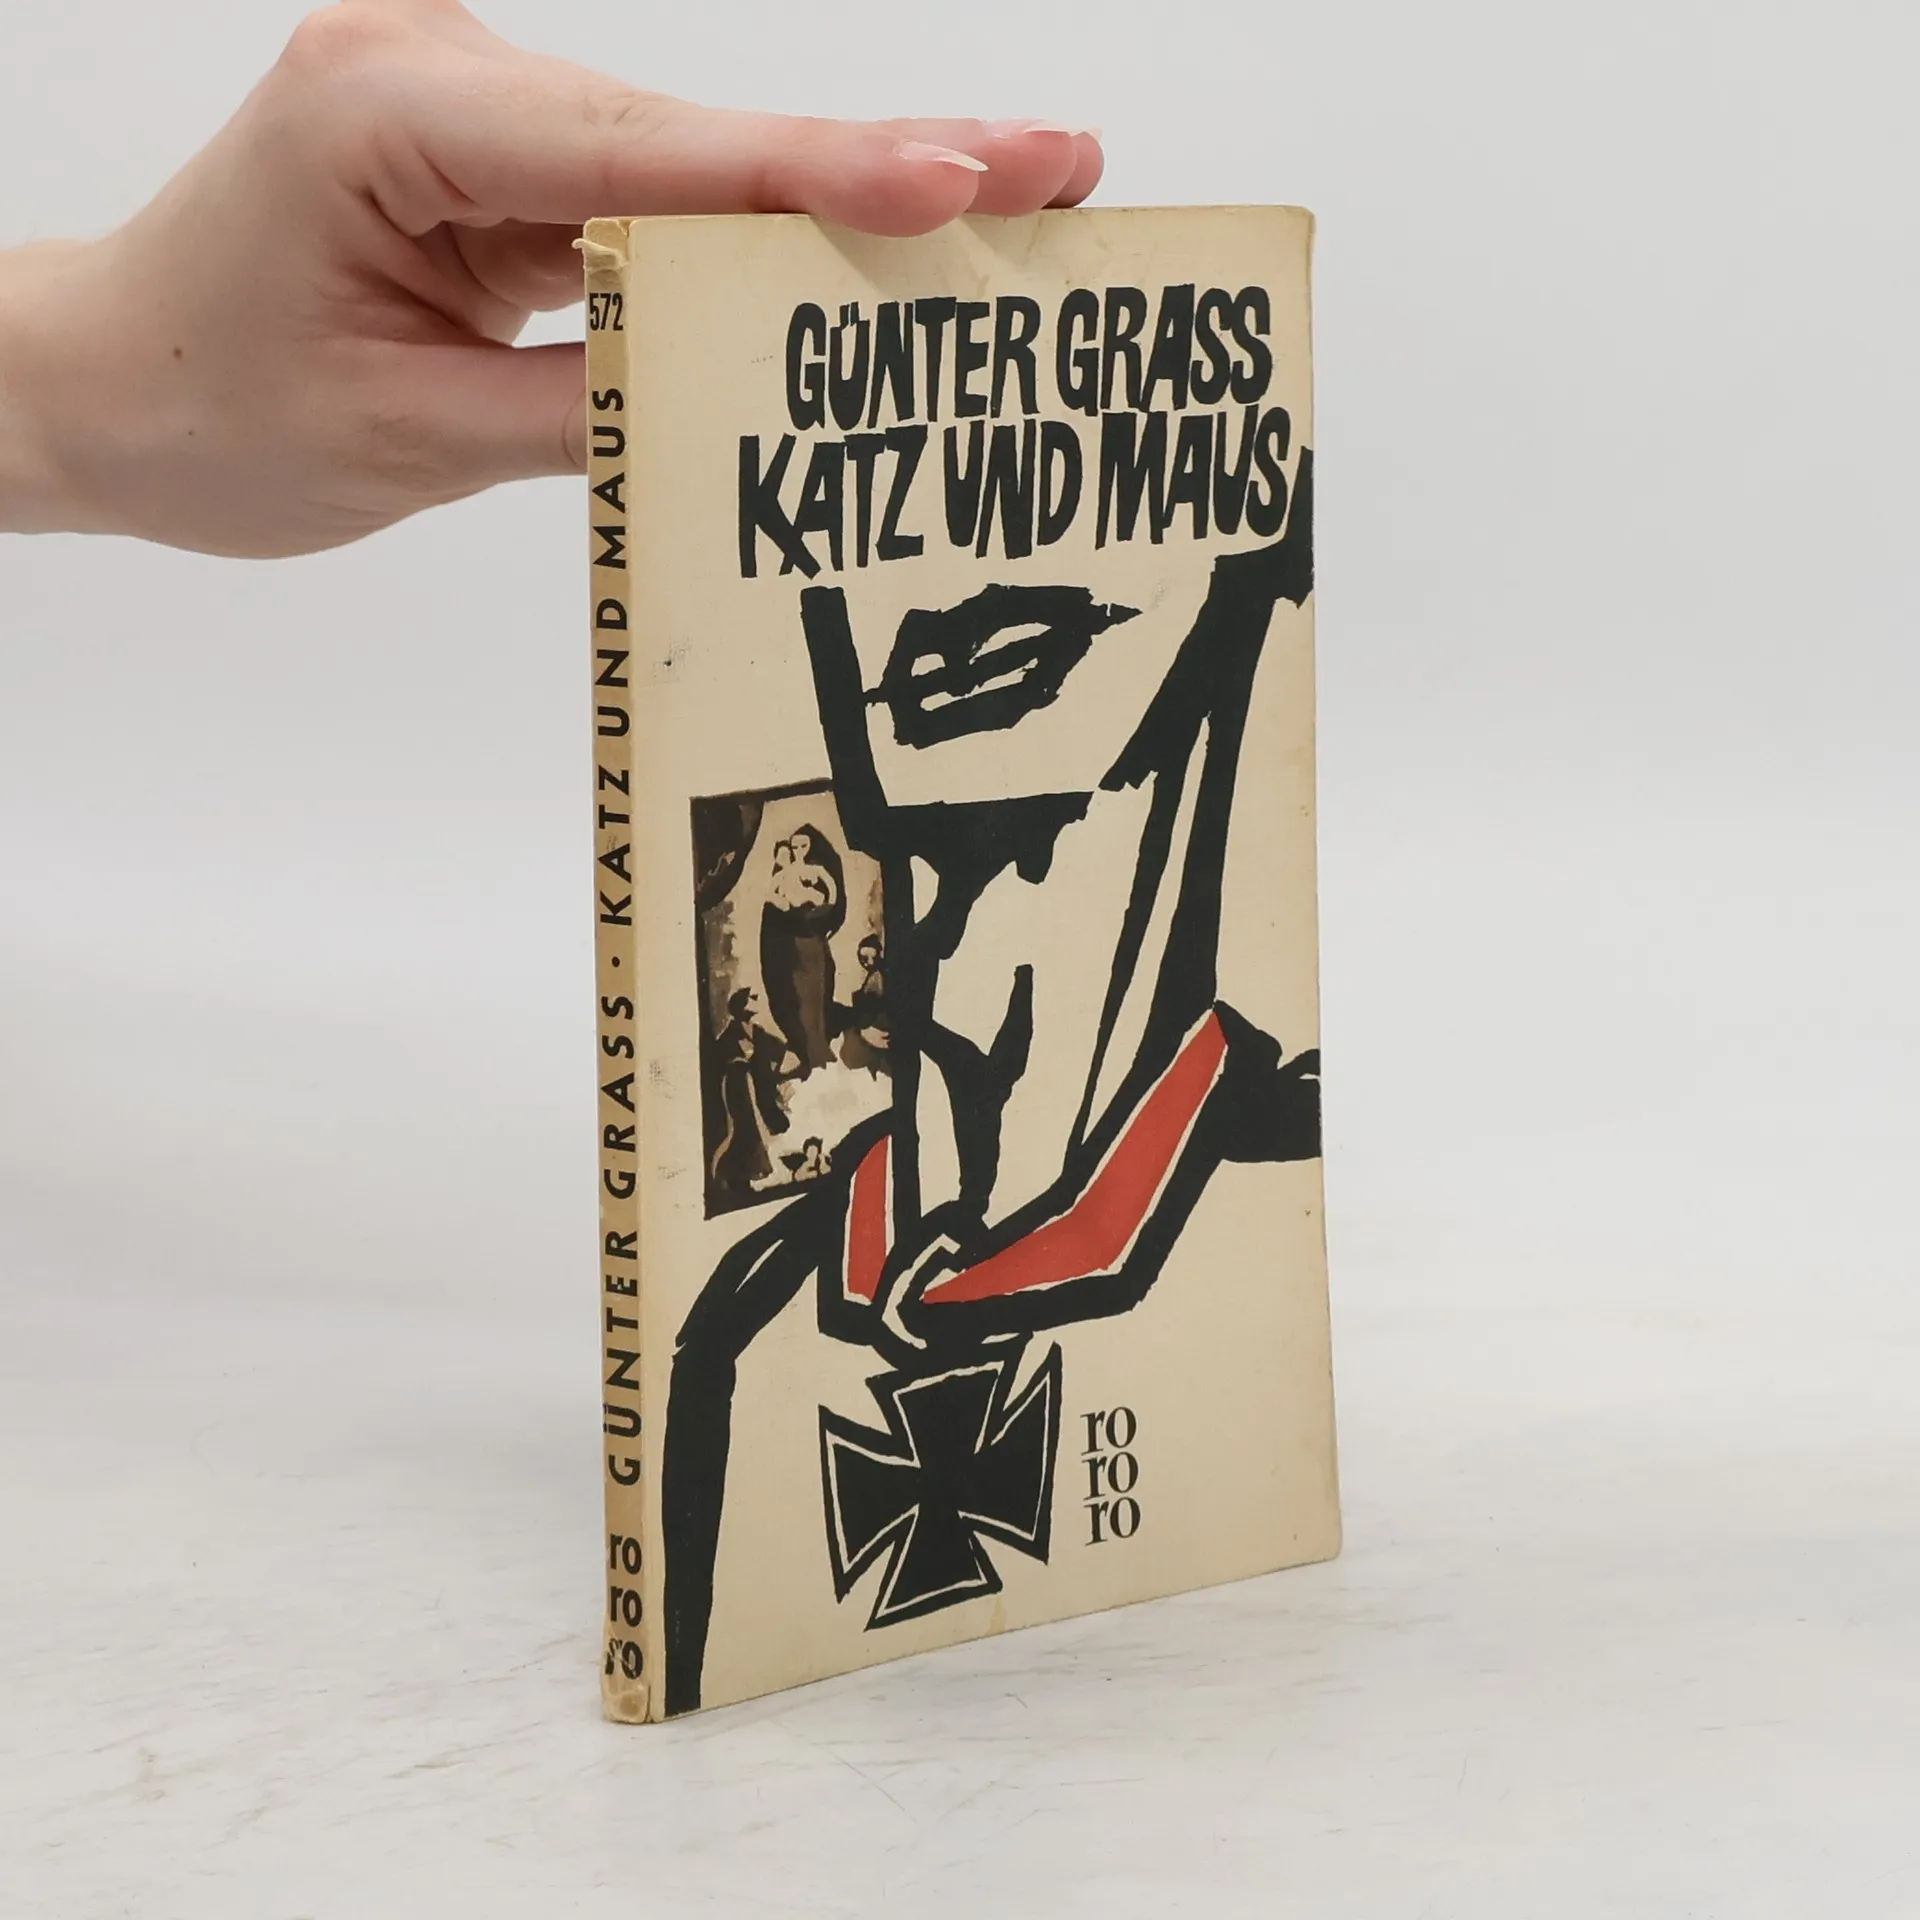 GÜNTER GRASS
KATZ UND MAUS
ro
ro
ro
572
GÜNTER GRASS · KATZ UND MAUS
ro
ro
ro